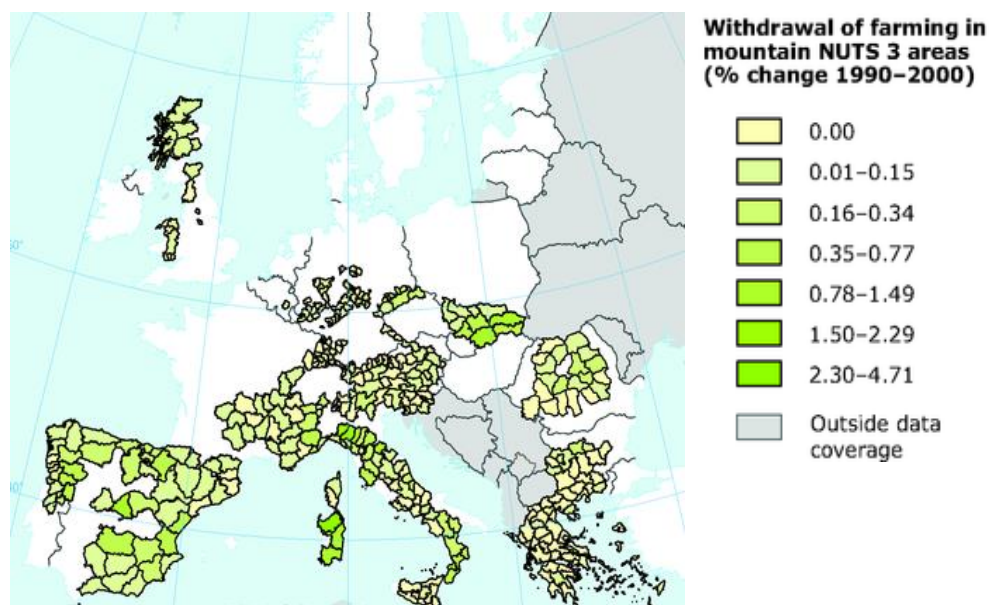 Withdrawal of farming in
mountain NUTS 3 areas
(% change 1990–2000)
0.00
0.01–0.15
0.16–0.34
0.35–0.77
0.78–1.49
1.50–2.29
2.30–4.71
Outside data
coverage